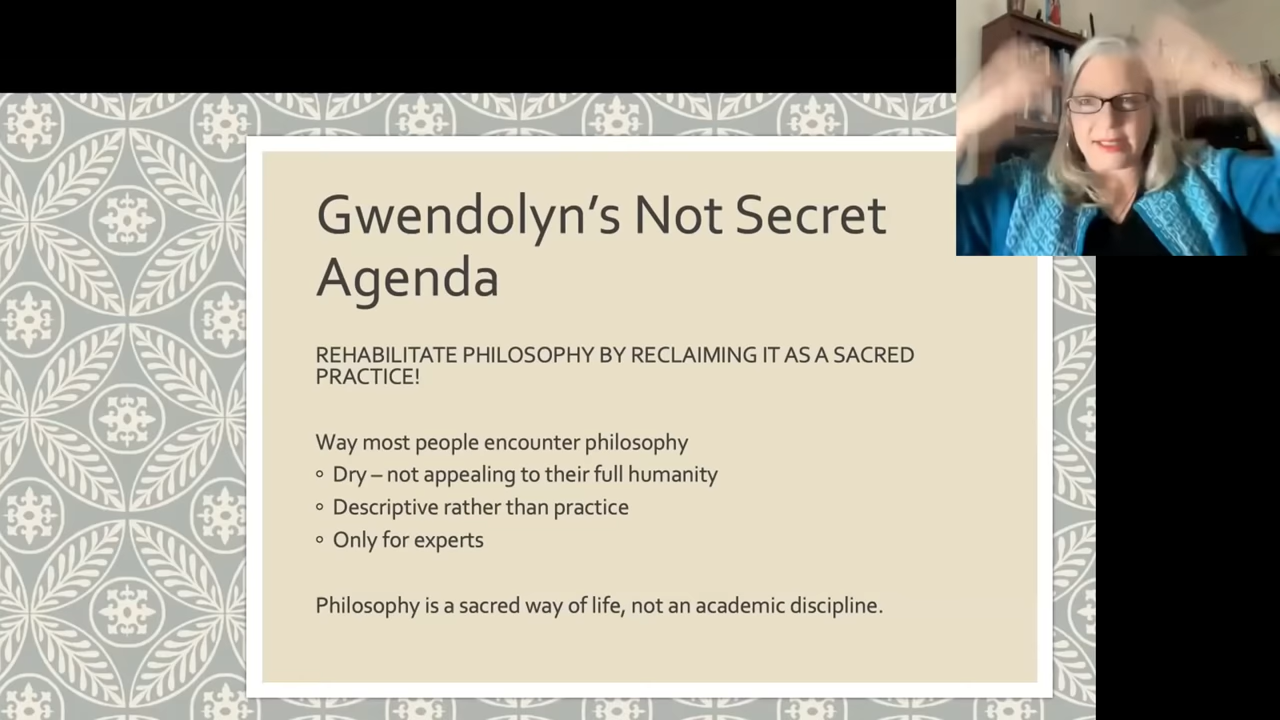 Gwendolyn’s Not Secret
Agenda
REHABILITATE PHILOSOPHY BY RECLAIMING IT AS A SACRED
PRACTICE!
Way most people encounter philosophy
◦ Dry – not appealing to their full humanity
◦ Descriptive rather than practice
◦ Only for experts
Philosophy is a sacred way of life, not an academic discipline.